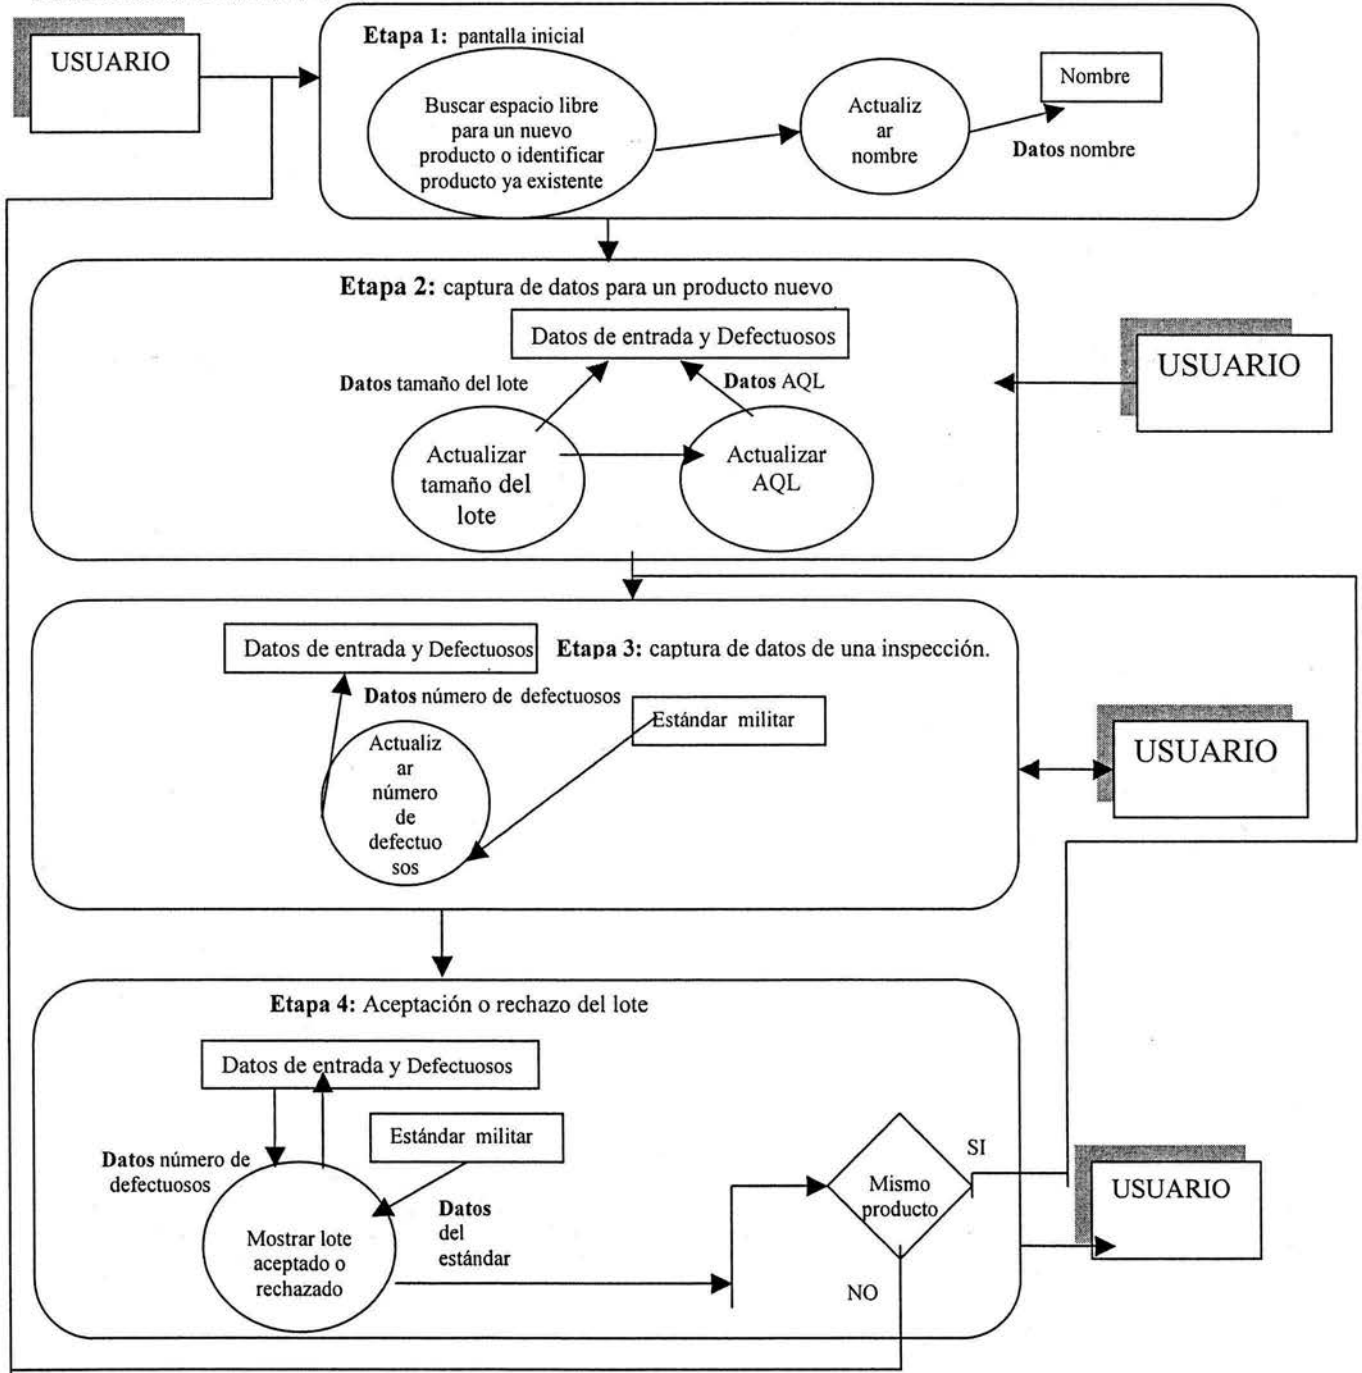 USUARIO
Etapa 1: pantalla inicial
Buscar espacio libre
para un nuevo
producto o identificar
producto ya existente
Actualiz
ar
nombre
Nombre
Datos nombre
Etapa 2: captura de datos para un producto nuevo
Datos de entrada y Defectuosos
Datos tamaño del lote
Datos AQL
Actualizar
tamaño del
lote
Actualizar
AQL
USUARIO
Datos de entrada y Defectuosos
Etapa 3: captura de datos de una inspección.
Datos número de defectuosos
Estándar militar
Actualiz
ar
número
de
defectuo
sos
USUARIO
Etapa 4: Aceptación o rechazo del lote
Datos de entrada y Defectuosos
Estándar militar
Datos número de
defectuosos
Mostrar lote
aceptado o
rechazado
Datos
del
estándar
Mismo
producto
SI
NO
USUARIO